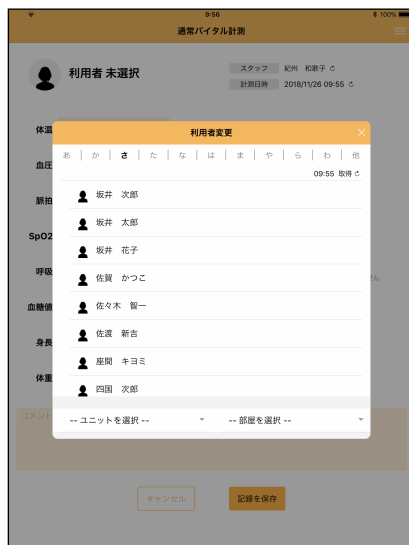 9:56
100%
通常バイタル計測
利用者 未選択
スタッフ 紀州 和歌子
計測日時 2018/11/26 09:55
体温
血圧
脈拍
SpO2
呼吸
血糖値
身長
体重
コメント
利用者変更
あ か さ た な は ま や ら わ 他
09:55 取得
坂井 次郎
坂井 太郎
坂井 花子
佐賀 かつこ
佐々木 智一
佐渡 新吉
座間 キヨミ
四国 次郎
-- ユニットを選択 -- -- 部屋を選択 --
キャンセル 記録を保存